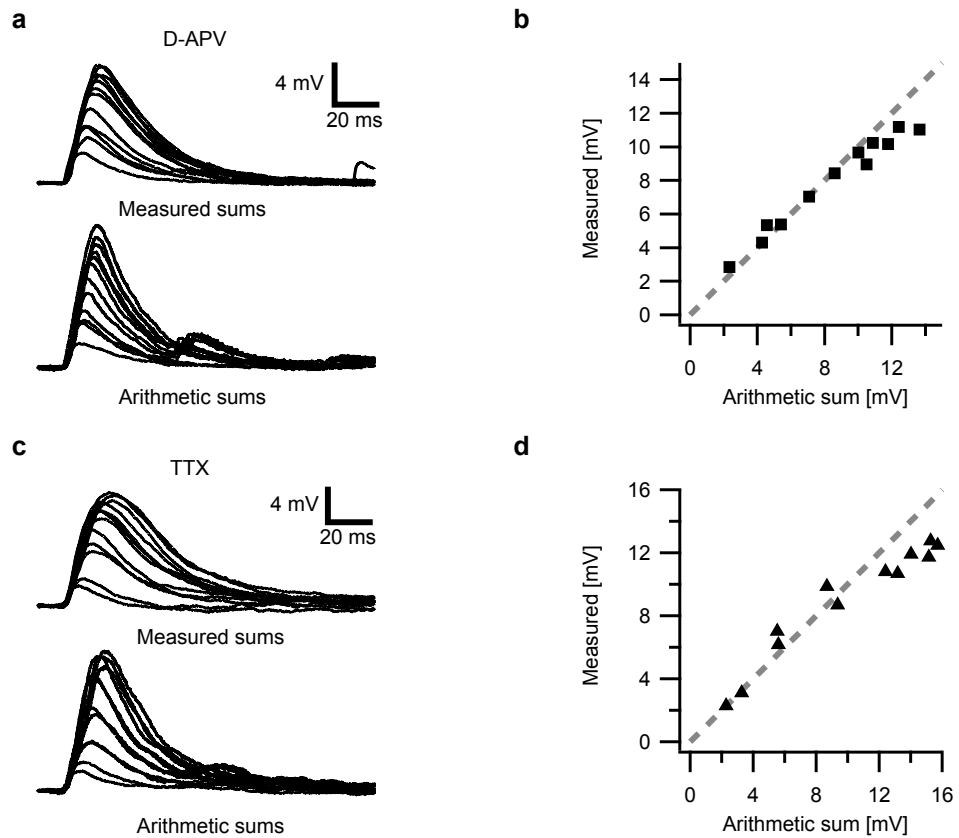 a
D-APV
4 mV
20 ms
Measured sums
Arithmetic sums
b
Measured [mV]
14
12
10
8
6
4
2
0
0 4 8 12
Arithmetic sum [mV]
c
TTX
4 mV
20 ms
Measured sums
Arithmetic sums
d
Measured [mV]
16
12
8
4
0
0 4 8 12 16
Arithmetic sum [mV]